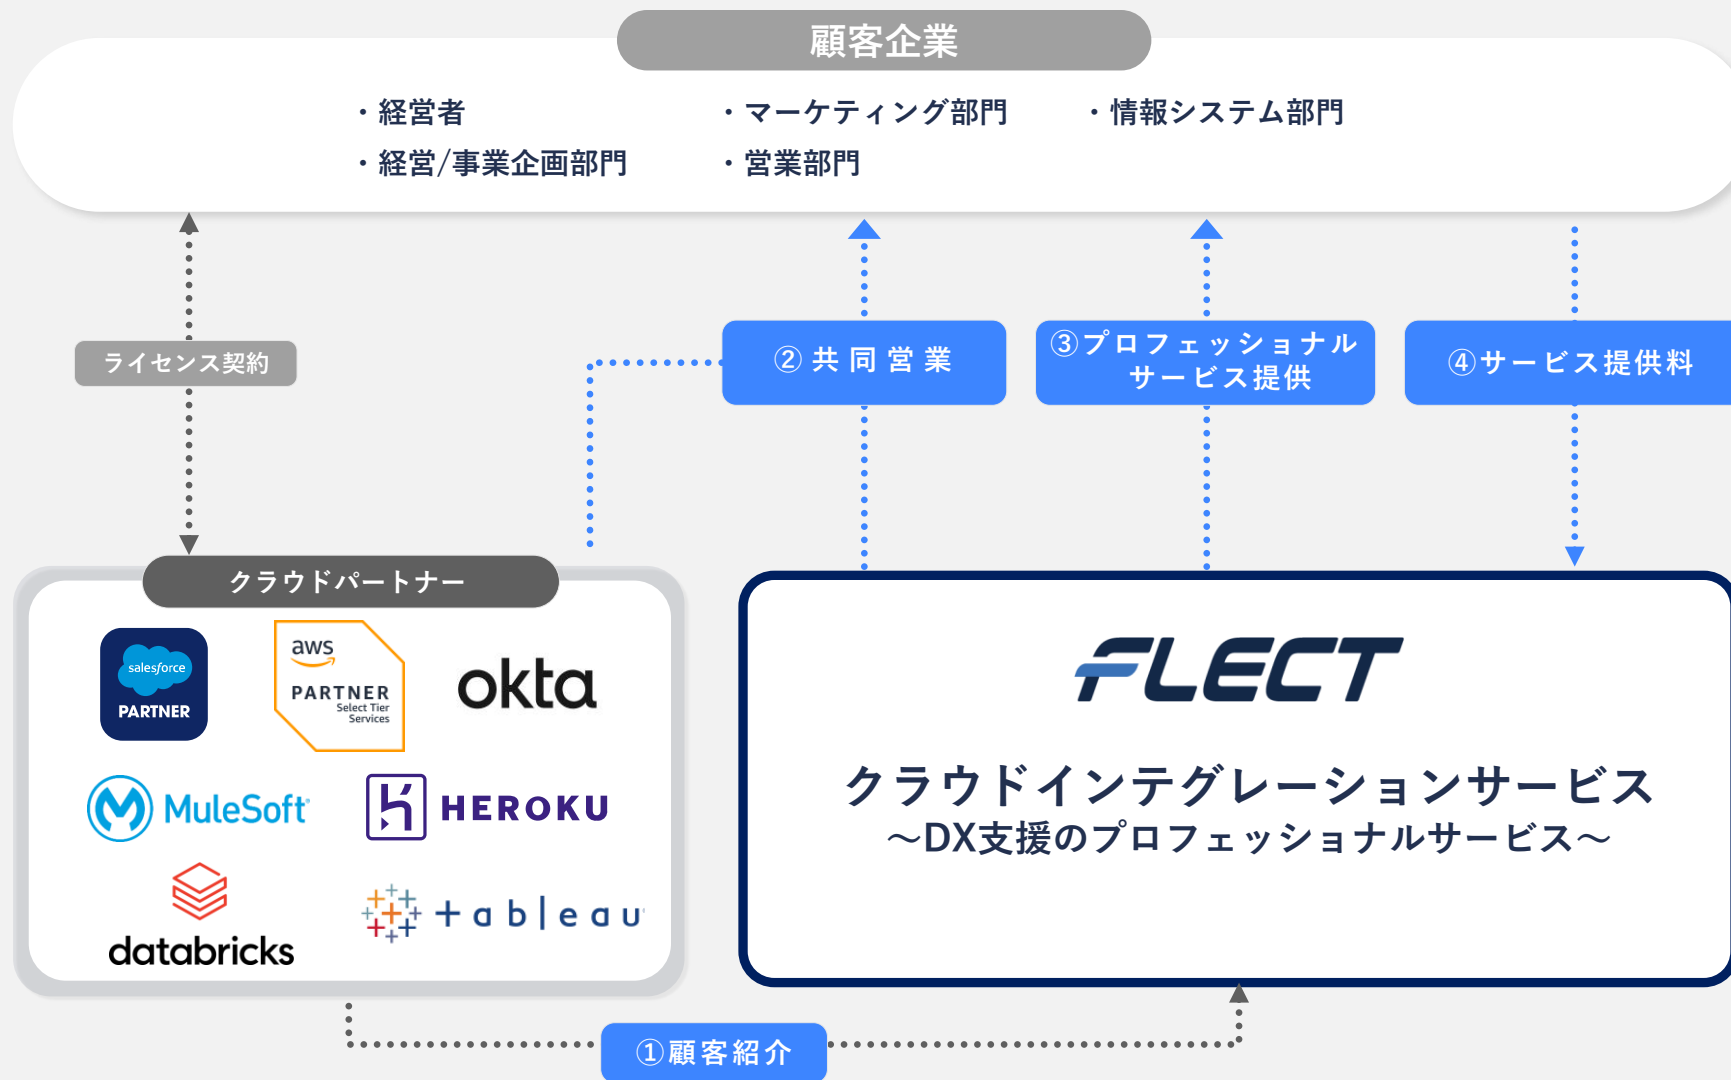 顧客企業
・経営者
・マーケティング部門
・情報システム部門
・経営/事業企画部門
・営業部門
ライセンス契約
②共同営業
③プロフェッショナル
サービス提供
④サービス提供料
クラウドパートナー
salesforce
PARTNER
aws
PARTNER
Select Tier
Services
okta
MuleSoft
HEROKU
databricks
+ableau
FLECT
クラウドインテグレーションサービス
～DX支援のプロフェッショナルサービス～
①顧客紹介